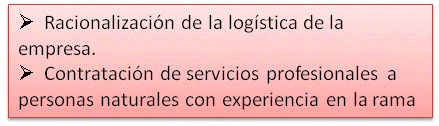 ➢ Racionalización de la logística de la
empresa.
➢ Contratación de servicios profesionales a
personas naturales con experiencia en la rama